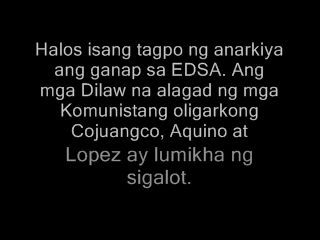 Halos isang tagpo ng anarkiya
ang ganap sa EDSA. Ang
mga Dilaw na alagad ng mga
Komunistang oligarkong
Cojuangco, Aquino at
Lopez ay lumikha ng
sigalot.